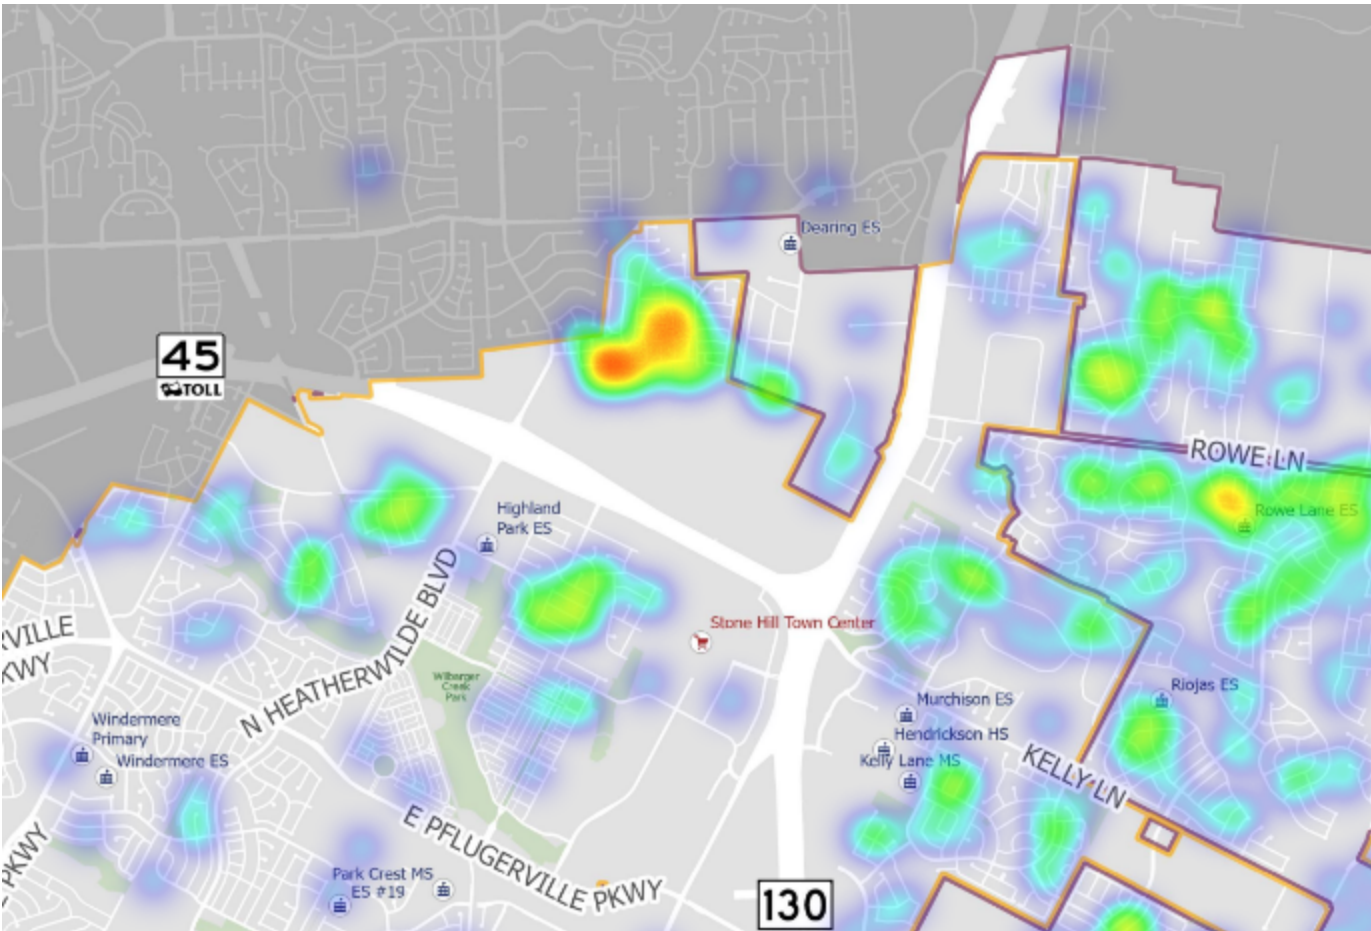 Dearing ES
45
TOLL
ROWE LN
Rowe Lane ES
Highland
Park ES
N HEATHERWILDE BLVD
Stone Hill Town Center
RVILLE
KWY
Wilbarger
Creek
Park
Riojas ES
Murchison ES
Hendrickson HS
Kelly Lane MS
Windermere
Primary
Windermere ES
KELLY LN
E PFLUGERVILLE PKWY
PKWY
Park Crest MS
ES #19
130